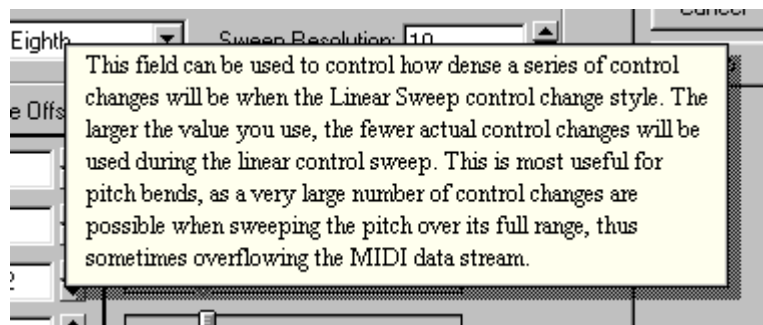 Cancel
Eighth
Sweep Resolution: 10
This field can be used to control how dense a series of control
changes will be when the Linear Sweep control change style. The
larger the value you use, the fewer actual control changes will be
used during the linear control sweep. This is most useful for
pitch bends, as a very large number of control changes are
possible when sweeping the pitch over its full range, thus
sometimes overflowing the MIDI data stream.
e Offs
2